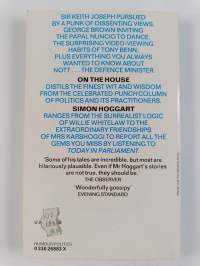 SIR KEITH JOSEPH PURSUED
BY A PUNK OF DISSENTING VIEWS,
GEORGE BROWN INVITING
THE PAPAL NUNCIO TO DANCE,
THE SURPRISING VIDEO-VIEWING
HABITS OF TONY BENN,
PLUS EVERYTHING YOU ALWAYS
WANTED TO KNOW ABOUT
NOTT . . . THE DEFENCE MINISTER.
ON THE HOUSE
DISTILS THE FINEST WIT AND WISDOM
FROM THE CELEBRATED PUNCH COLUMN
OF POLITICS AND ITS PRACTITIONERS.
SIMON HOGGART
RANGES FROM THE SURREALIST LOGIC
OF WILLIE WHITELAW TO THE
EXTRAORDINARY FRIENDSHIPS
OF MRS KARSHOGGI TO REPORT ALL THE
GEMS YOU MISS BY LISTENING TO
TODAY IN PARLIAMENT.
'Some of his tales are incredible, but most are
hilariously plausible. Even if Mr Hoggart's stories
are not true, they should be.'
THE OBSERVER
'Wonderfully gossipy'
EVENING STANDARD
HUMOUR/POLITICS